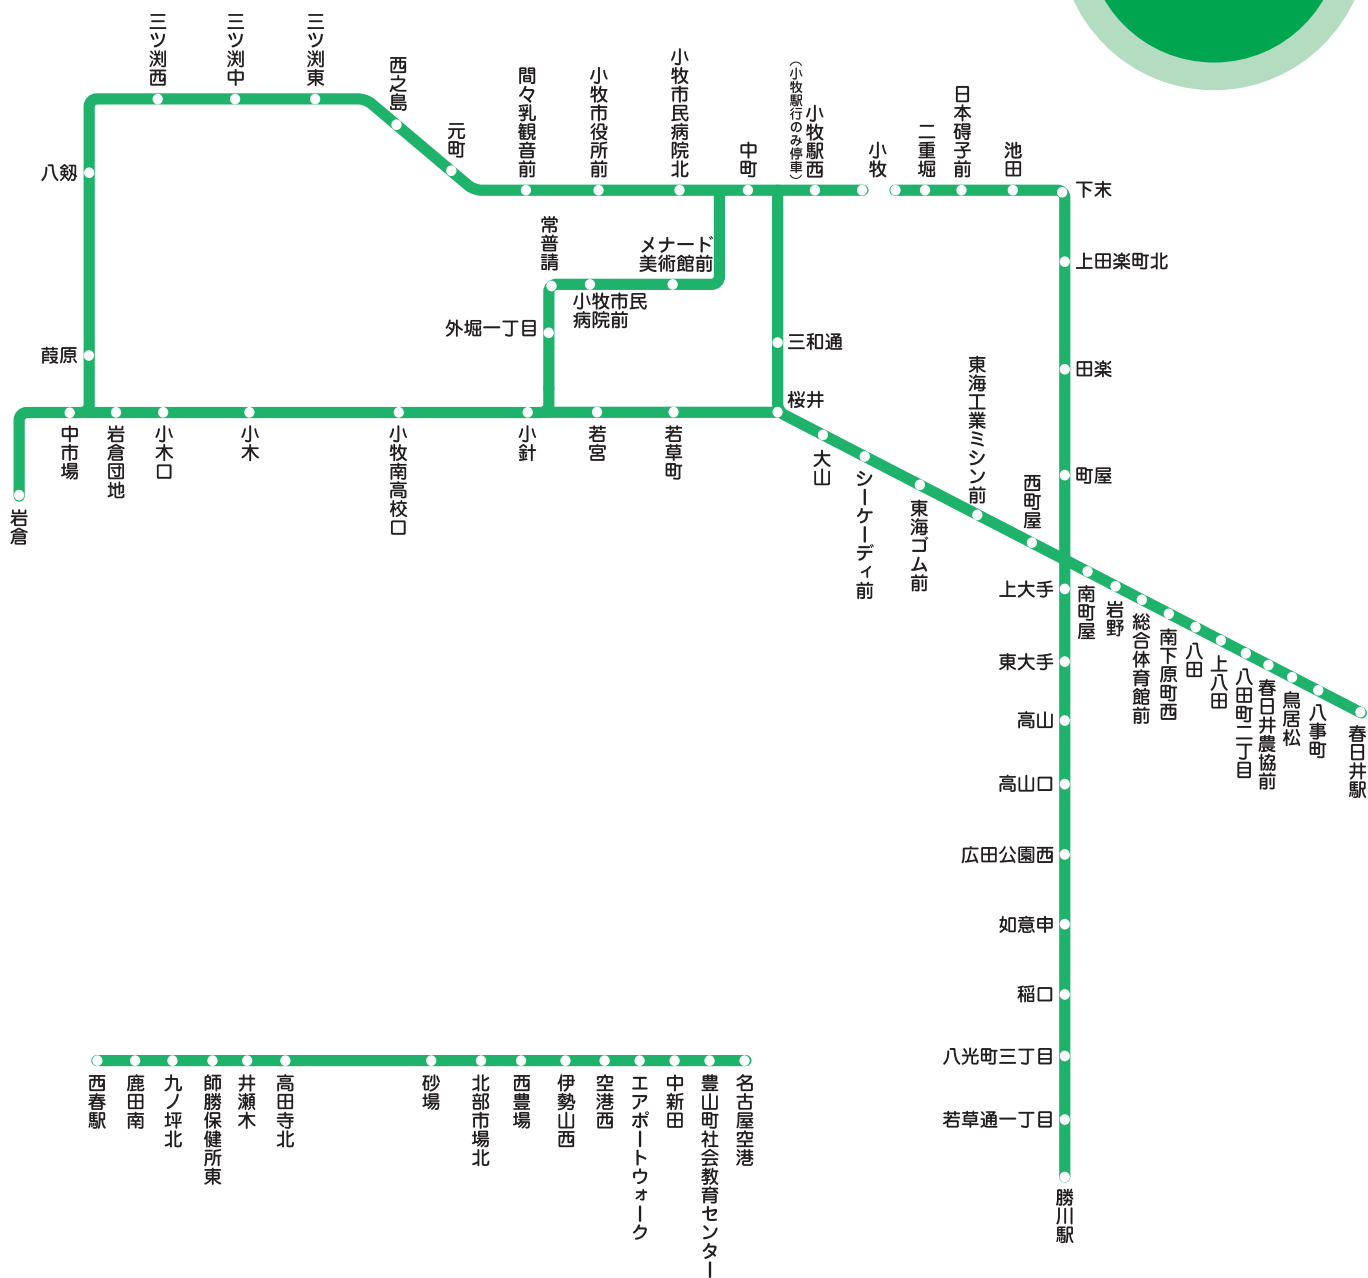 三ツ渕西
三ツ渕中
三ツ渕東
西之島
元町
間々乳観音前
小牧市役所前
小牧市民病院北
中町
（小牧駅行のみ停車）
小牧駅西
小牧
二重堀
日本碍子前
池田
下末
八剱
常普請
メナード
美術館前
小牧市民
病院前
上田楽町北
外堀一丁目
三和通
葭原
田楽
桜井
東海工業ミシン前
中市場
岩倉団地
小木口
小木
小牧南高校口
小針
若宮
若草町
大山
シーケーディ前
東海ゴム前
西町屋
町屋
岩倉
上大手
南町屋
岩野
総合体育館前
南下原町西
八田
上八田
八田町二丁目
春日井農協前
鳥居松
八事町
春日井駅
東大手
高山
高山口
広田公園西
如意申
稲口
八光町三丁目
若草通一丁目
勝川駅
西春駅
鹿田南
九ノ坪北
師勝保健所東
井瀬木
高田寺北
砂場
北部市場北
西豊場
伊勢山西
空港西
エアポートウォーク
中新田
豊山町社会教育センター
名古屋空港